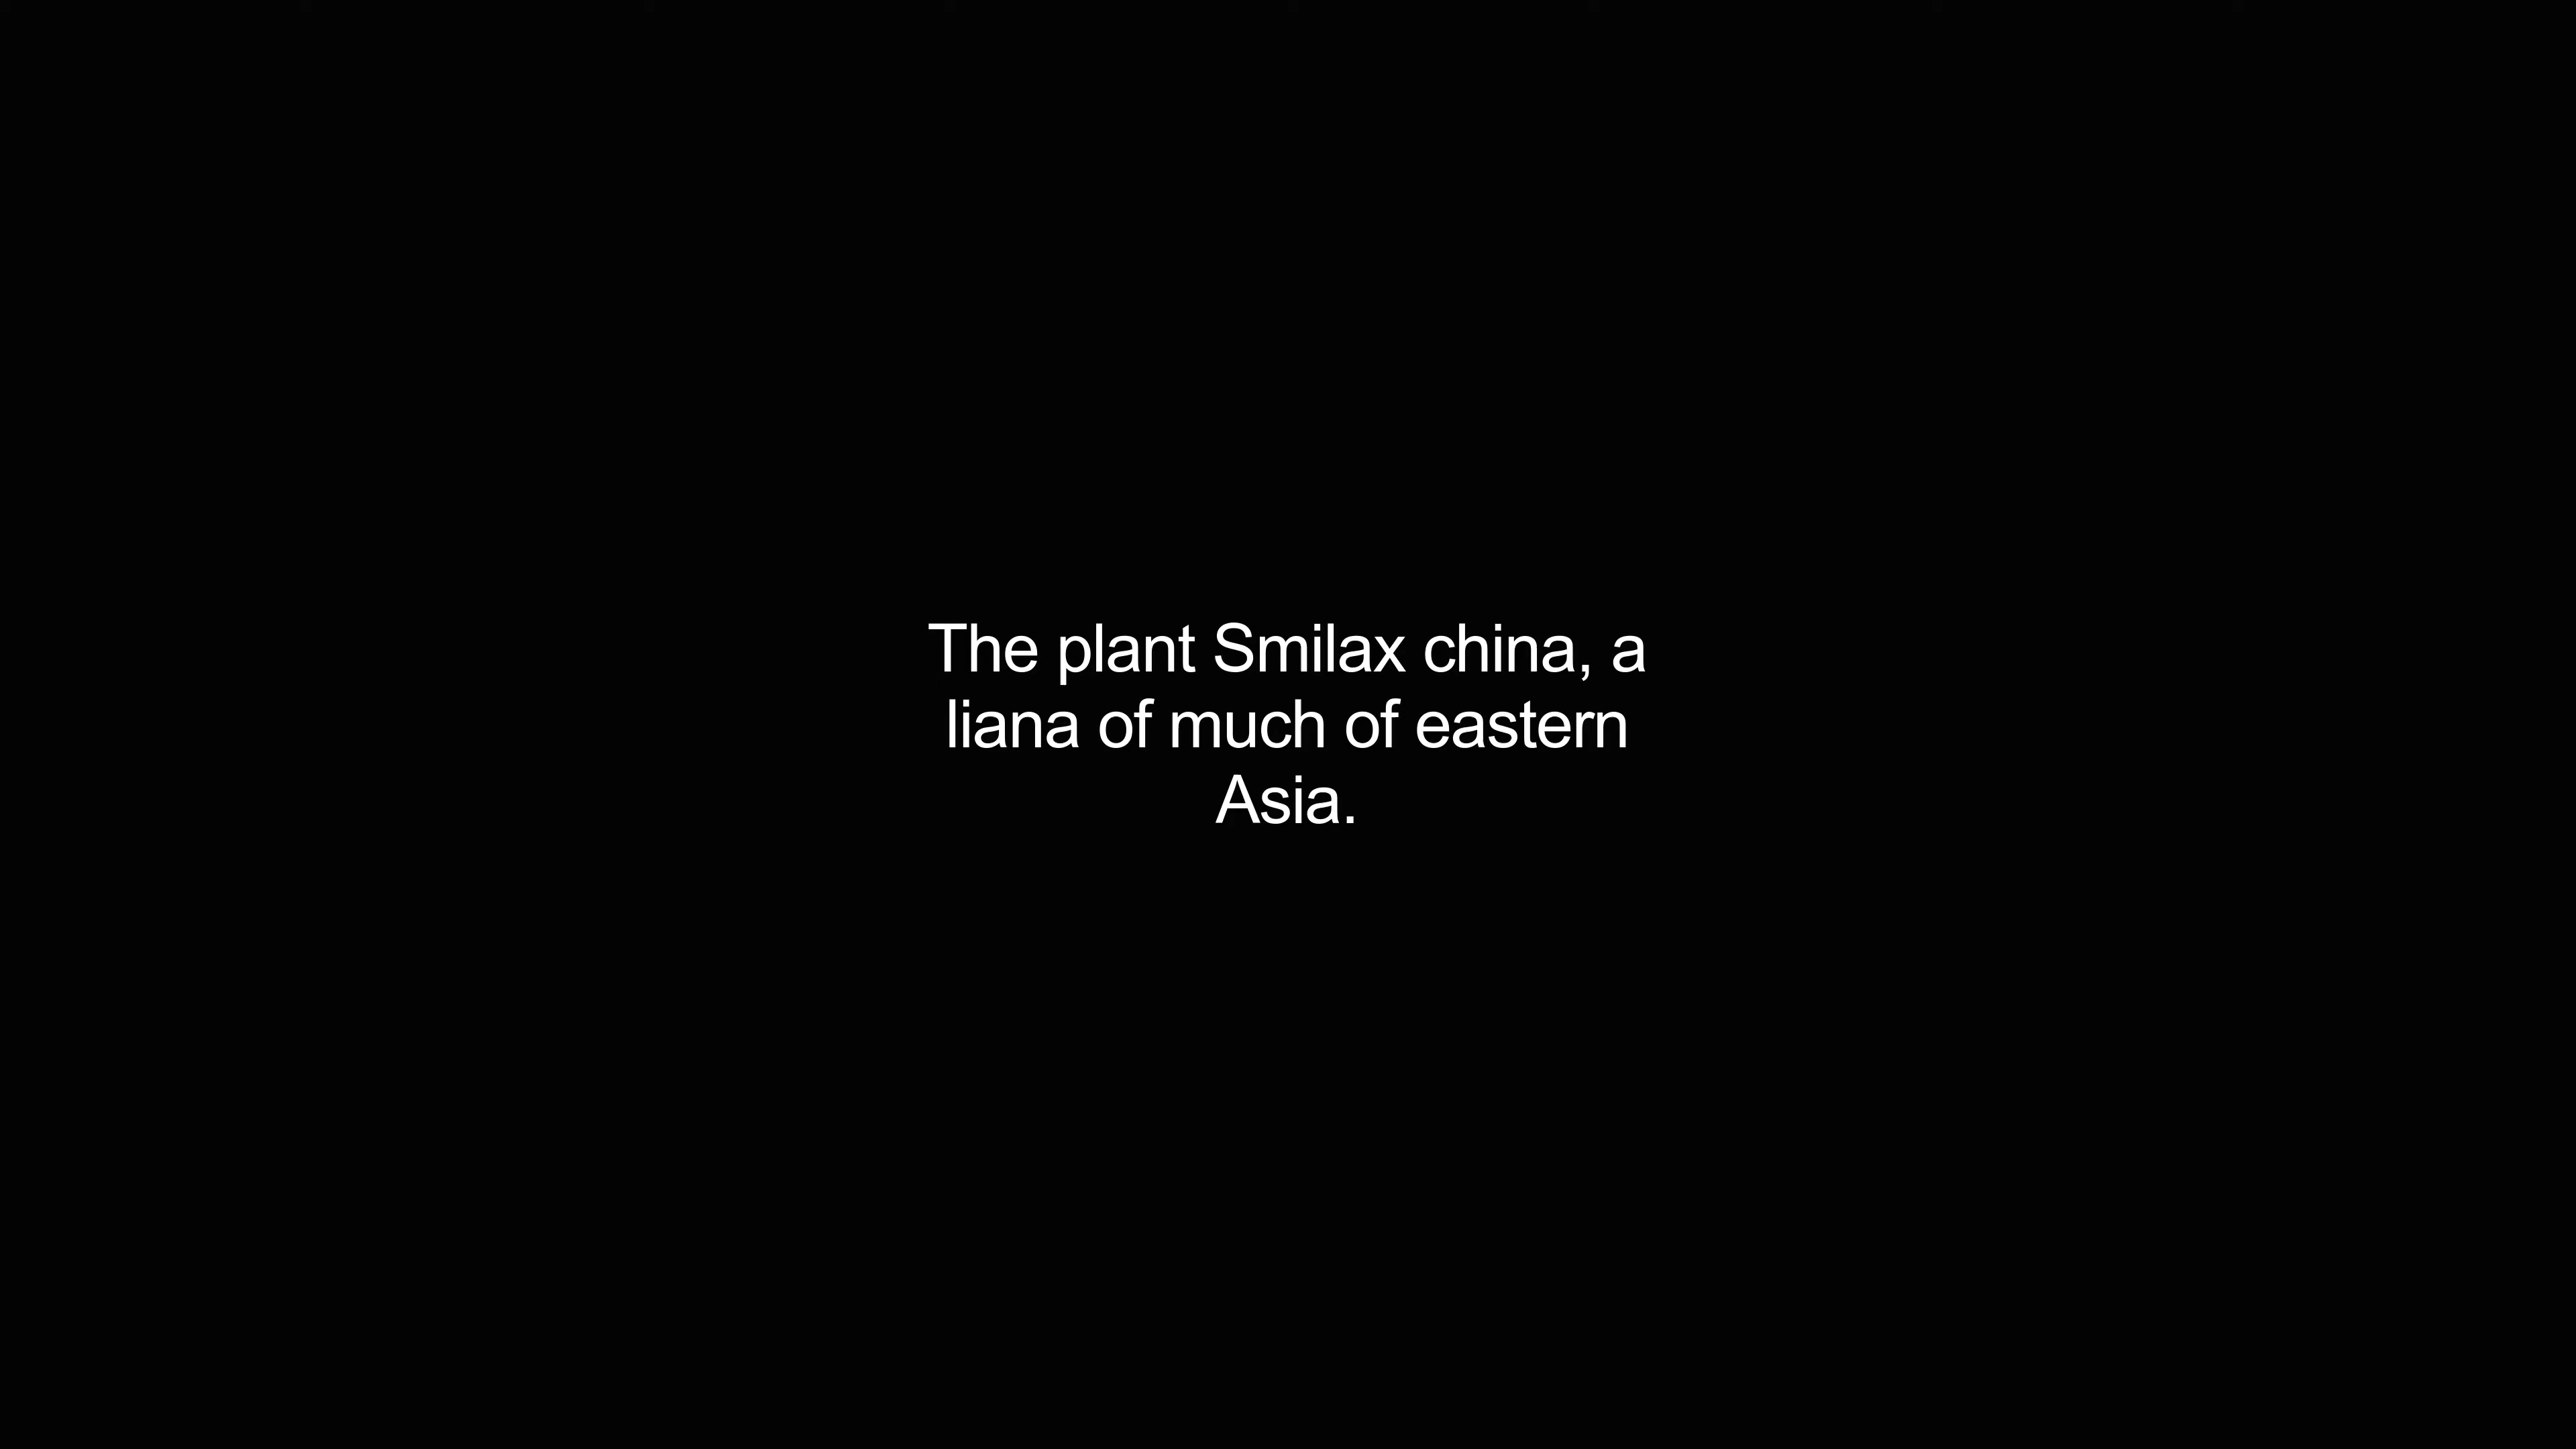 The plant Smilax china, a
liana of much of eastern
Asia.